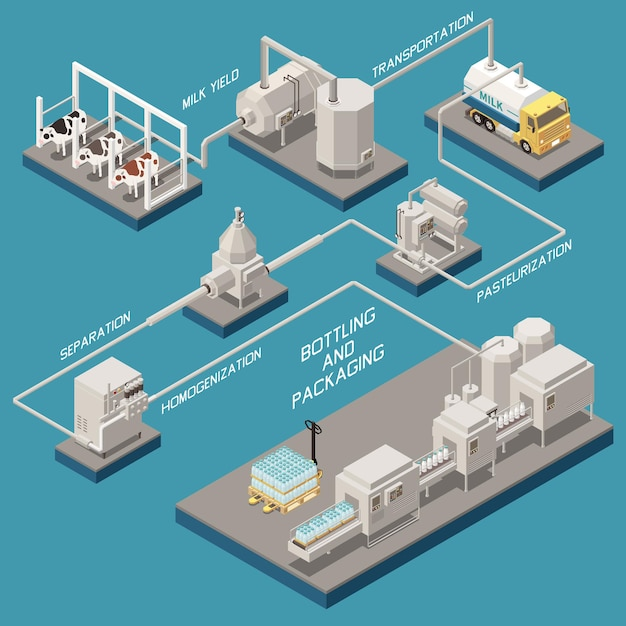 MILK YIELD
TRANSPORTATION
MILK
PASTEURIZATION
SEPARATION
HOMOGENIZATION
BOTTLING
AND
PACKAGING